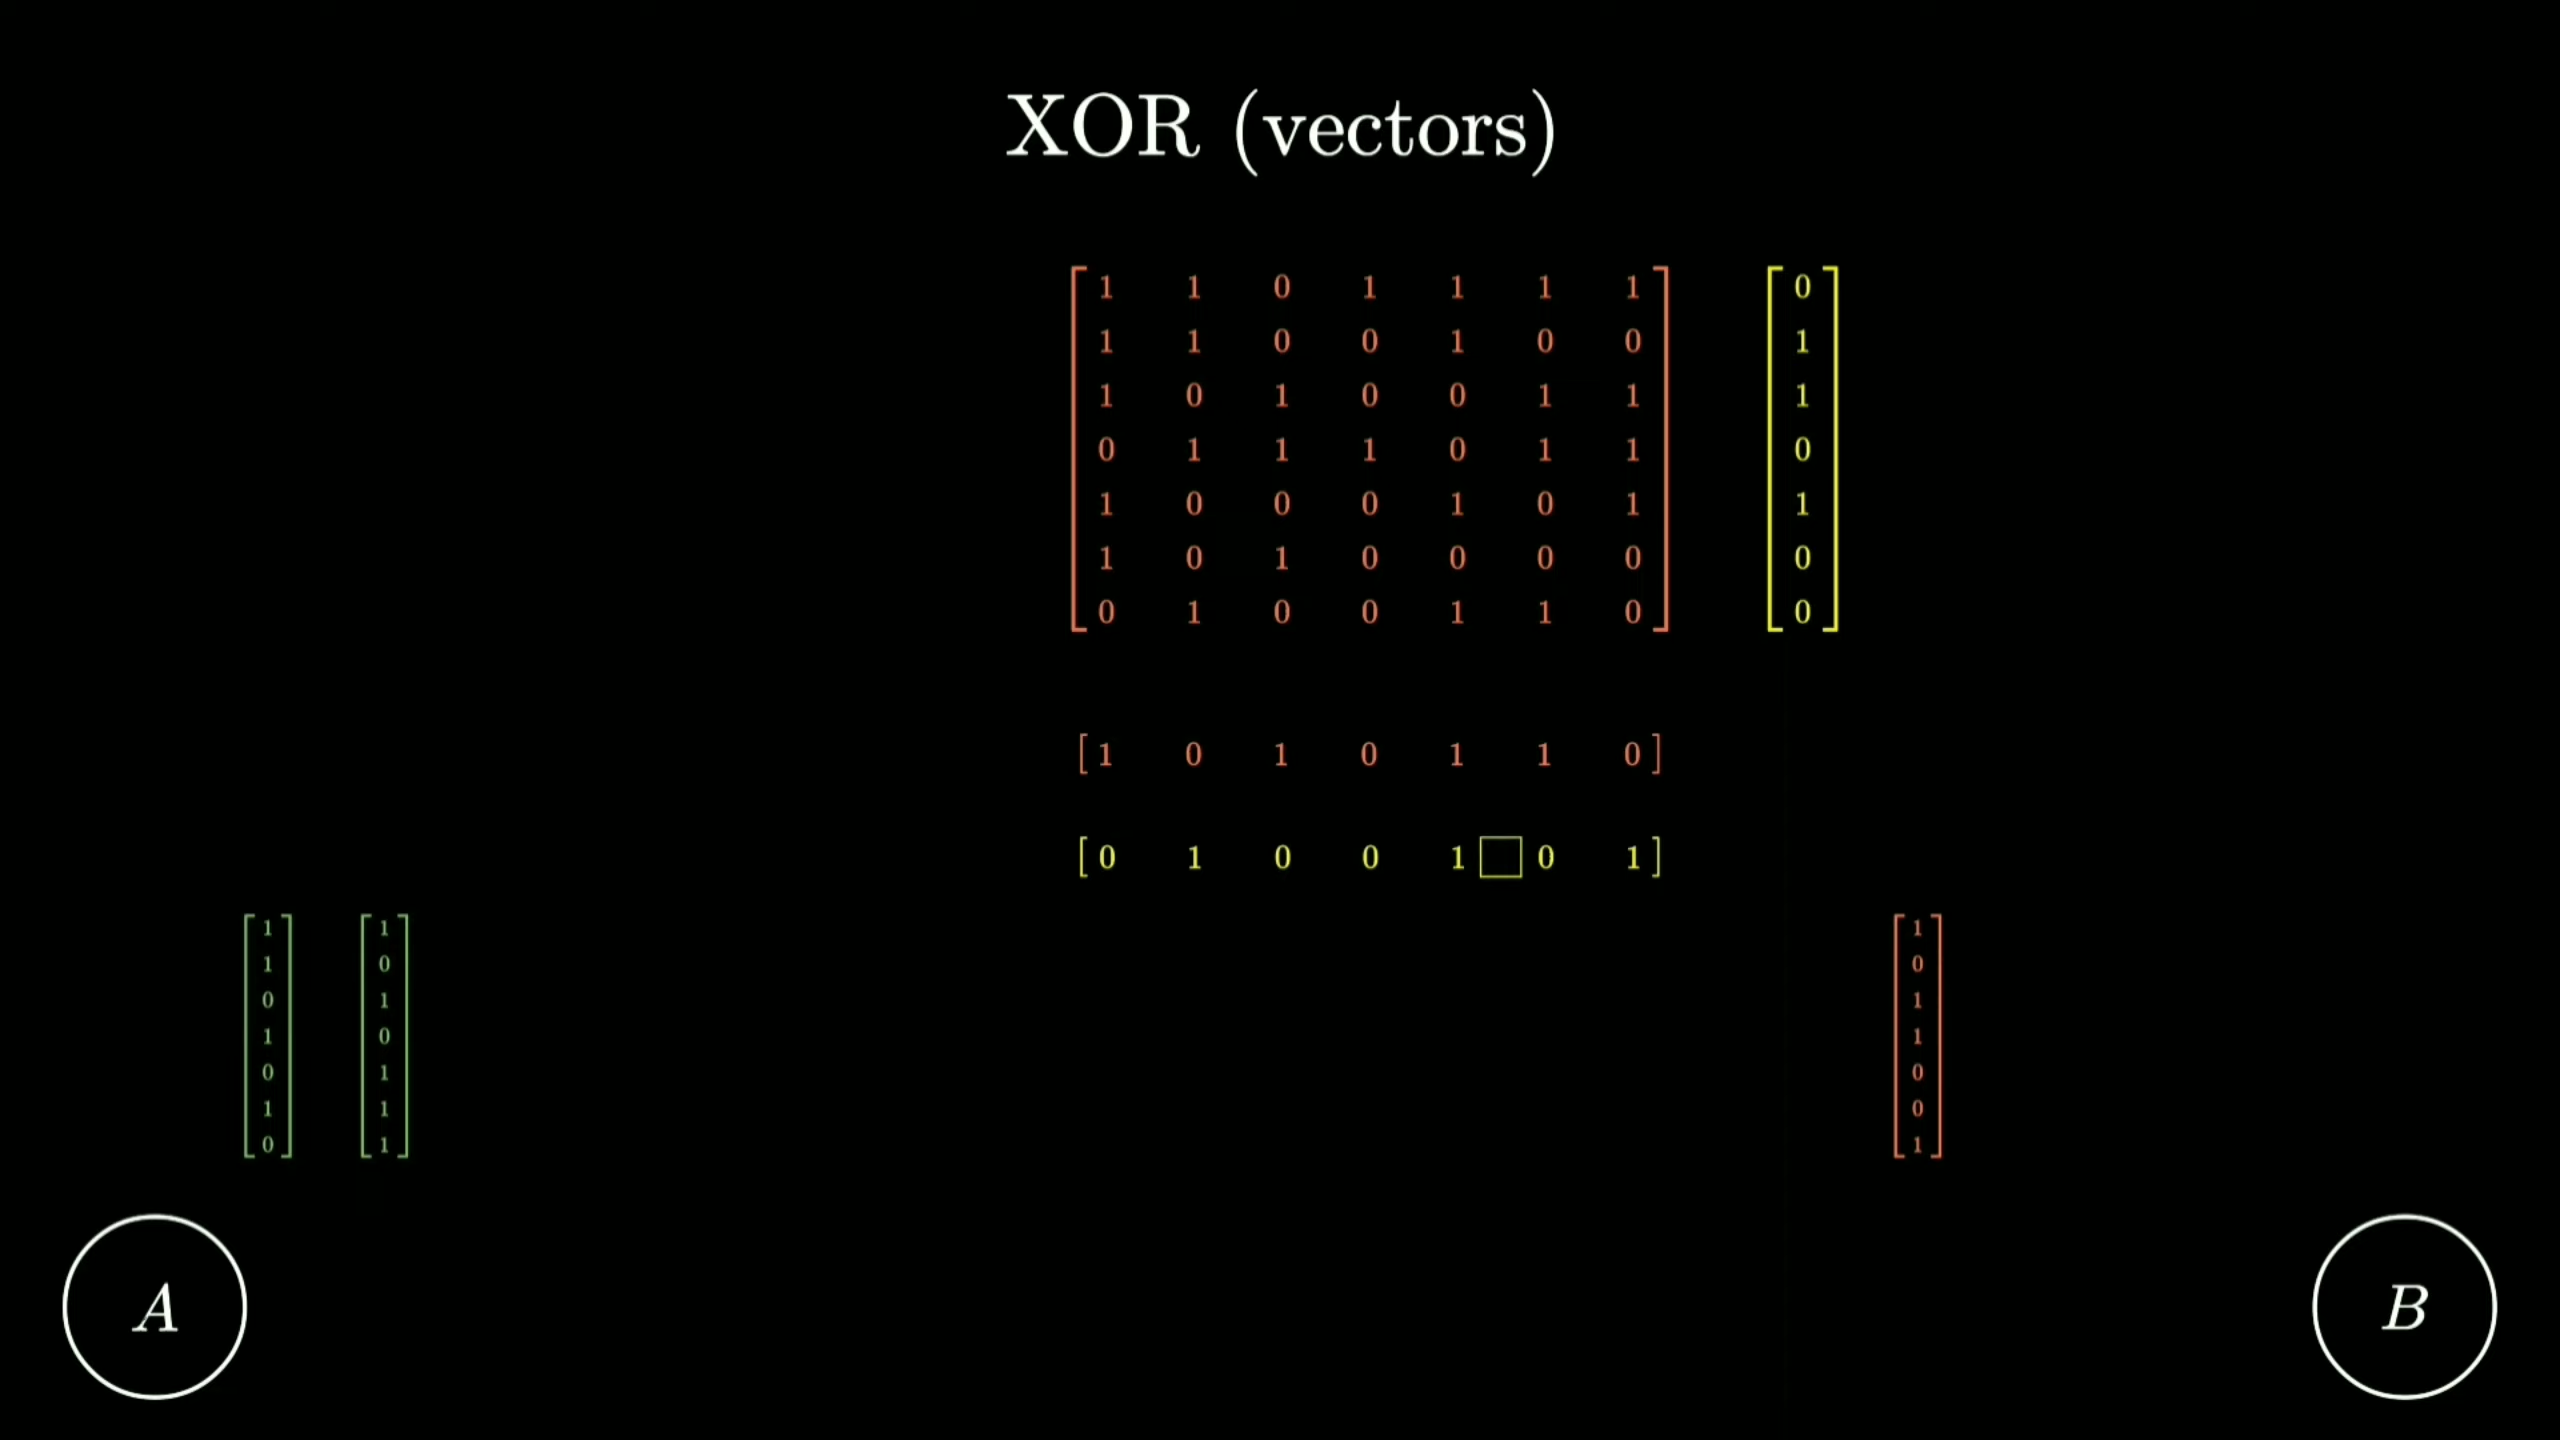 XOR (vectors)
1 1 0 1 1 1 1 0
1 1 0 0 1 0 0 1
1 0 1 0 0 1 1 1
0 1 1 1 0 1 1 0
1 0 0 0 1 0 1 1
1 0 1 0 0 0 0 0
0 1 0 0 1 1 0 0
[1 0 1 0 1 1 0]
[0 1 0 0 1 0 1]
1 1 1
1 0 0
0 1 1
1 0 1
0 1 0
1 1 0
0 1 1
A B